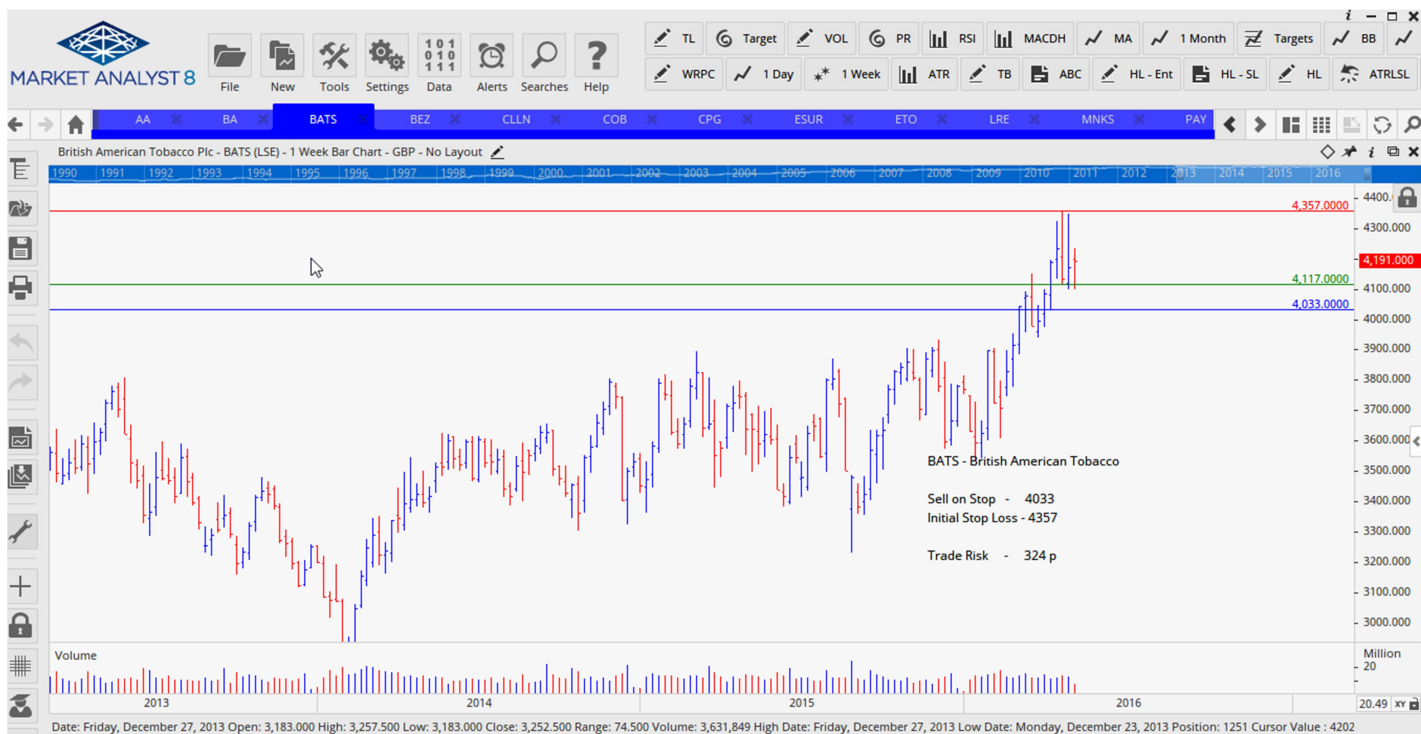 i
MARKET ANALYST 8
File New Tools Settings Data Alerts Searches Help
101
010
111
TL Target VOL PR RSI MACDH MA 1 Month Targets BB
WRPC 1 Day 1 Week ATR TB ABC HL - Ent HL - SL HL ATRLSL
AA BA BATS BEZ CLLN COB CPG ESUR ETO LRE MNKS PAY
British American Tobacco Plc - BATS (LSE) - 1 Week Bar Chart - GBP - No Layout
i
1990 1991 1992 1993 1994 1995 1996 1997 1998 1999 2000 2001 2002 2003 2004 2005 2006 2007 2008 2009 2010 2011 2012 2013 2014 2015 2016
4400.
4,357.0000
4300.000
4,191.000
4,117.0000
4100.000
4,033.0000
4000.000
3900.000
3800.000
3700.000
3600.000
3500.000
3400.000
3300.000
3200.000
3100.000
3000.000
BATS - British American Tobacco
Sell on Stop - 4033
Initial Stop Loss - 4357
Trade Risk - 324 p
Volume
Million
20
2013 2014 2015 2016
20.49 XY
Date: Friday, December 27, 2013 Open: 3,183.000 High: 3,257.500 Low: 3,183.000 Close: 3,252.500 Range: 74.500 Volume: 3,631,849 High Date: Friday, December 27, 2013 Low Date: Monday, December 23, 2013 Position: 1251 Cursor Value : 4202